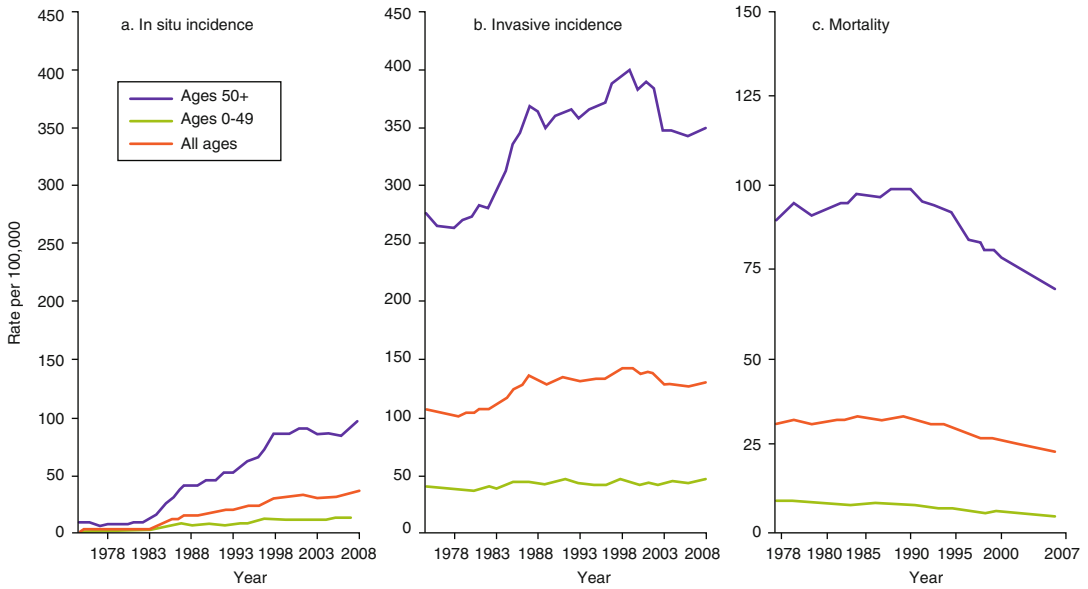 a. In situ incidence
Rate per 100,000
450
400
350
300
250
200
150
100
50
0
Ages 50+
Ages 0-49
All ages
1978 1983 1988 1993 1998 2003 2008
Year
b. Invasive incidence
450
400
350
300
250
200
150
100
50
0
1978 1983 1988 1993 1998 2003 2008
Year
c. Mortality
150
125
100
75
50
25
0
1978 1980 1985 1990 1995 2000 2007
Year